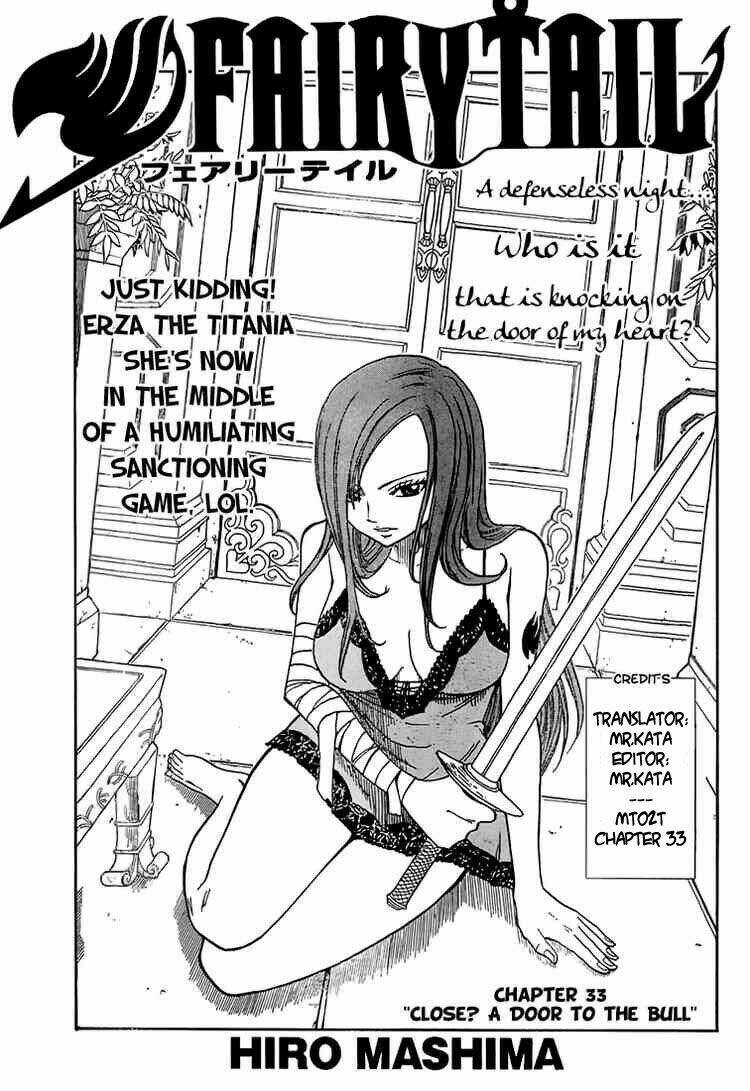 FAIRY TAIL
フェアリーテイル
A defenseless night...
Who is it
that is knocking on
the door of my heart?
JUST KIDDING!
ERZA THE TITANIA
SHE'S NOW
IN THE MIDDLE
OF A HUMILIATING
SANCTIONING
GAME, LOL.
CREDITS
TRANSLATOR:
MR.KATA
EDITOR:
MR.KATA
---
MTO2T
CHAPTER 33
CHAPTER 33
"CLOSE? A DOOR TO THE BULL"
HIRO MASHIMA